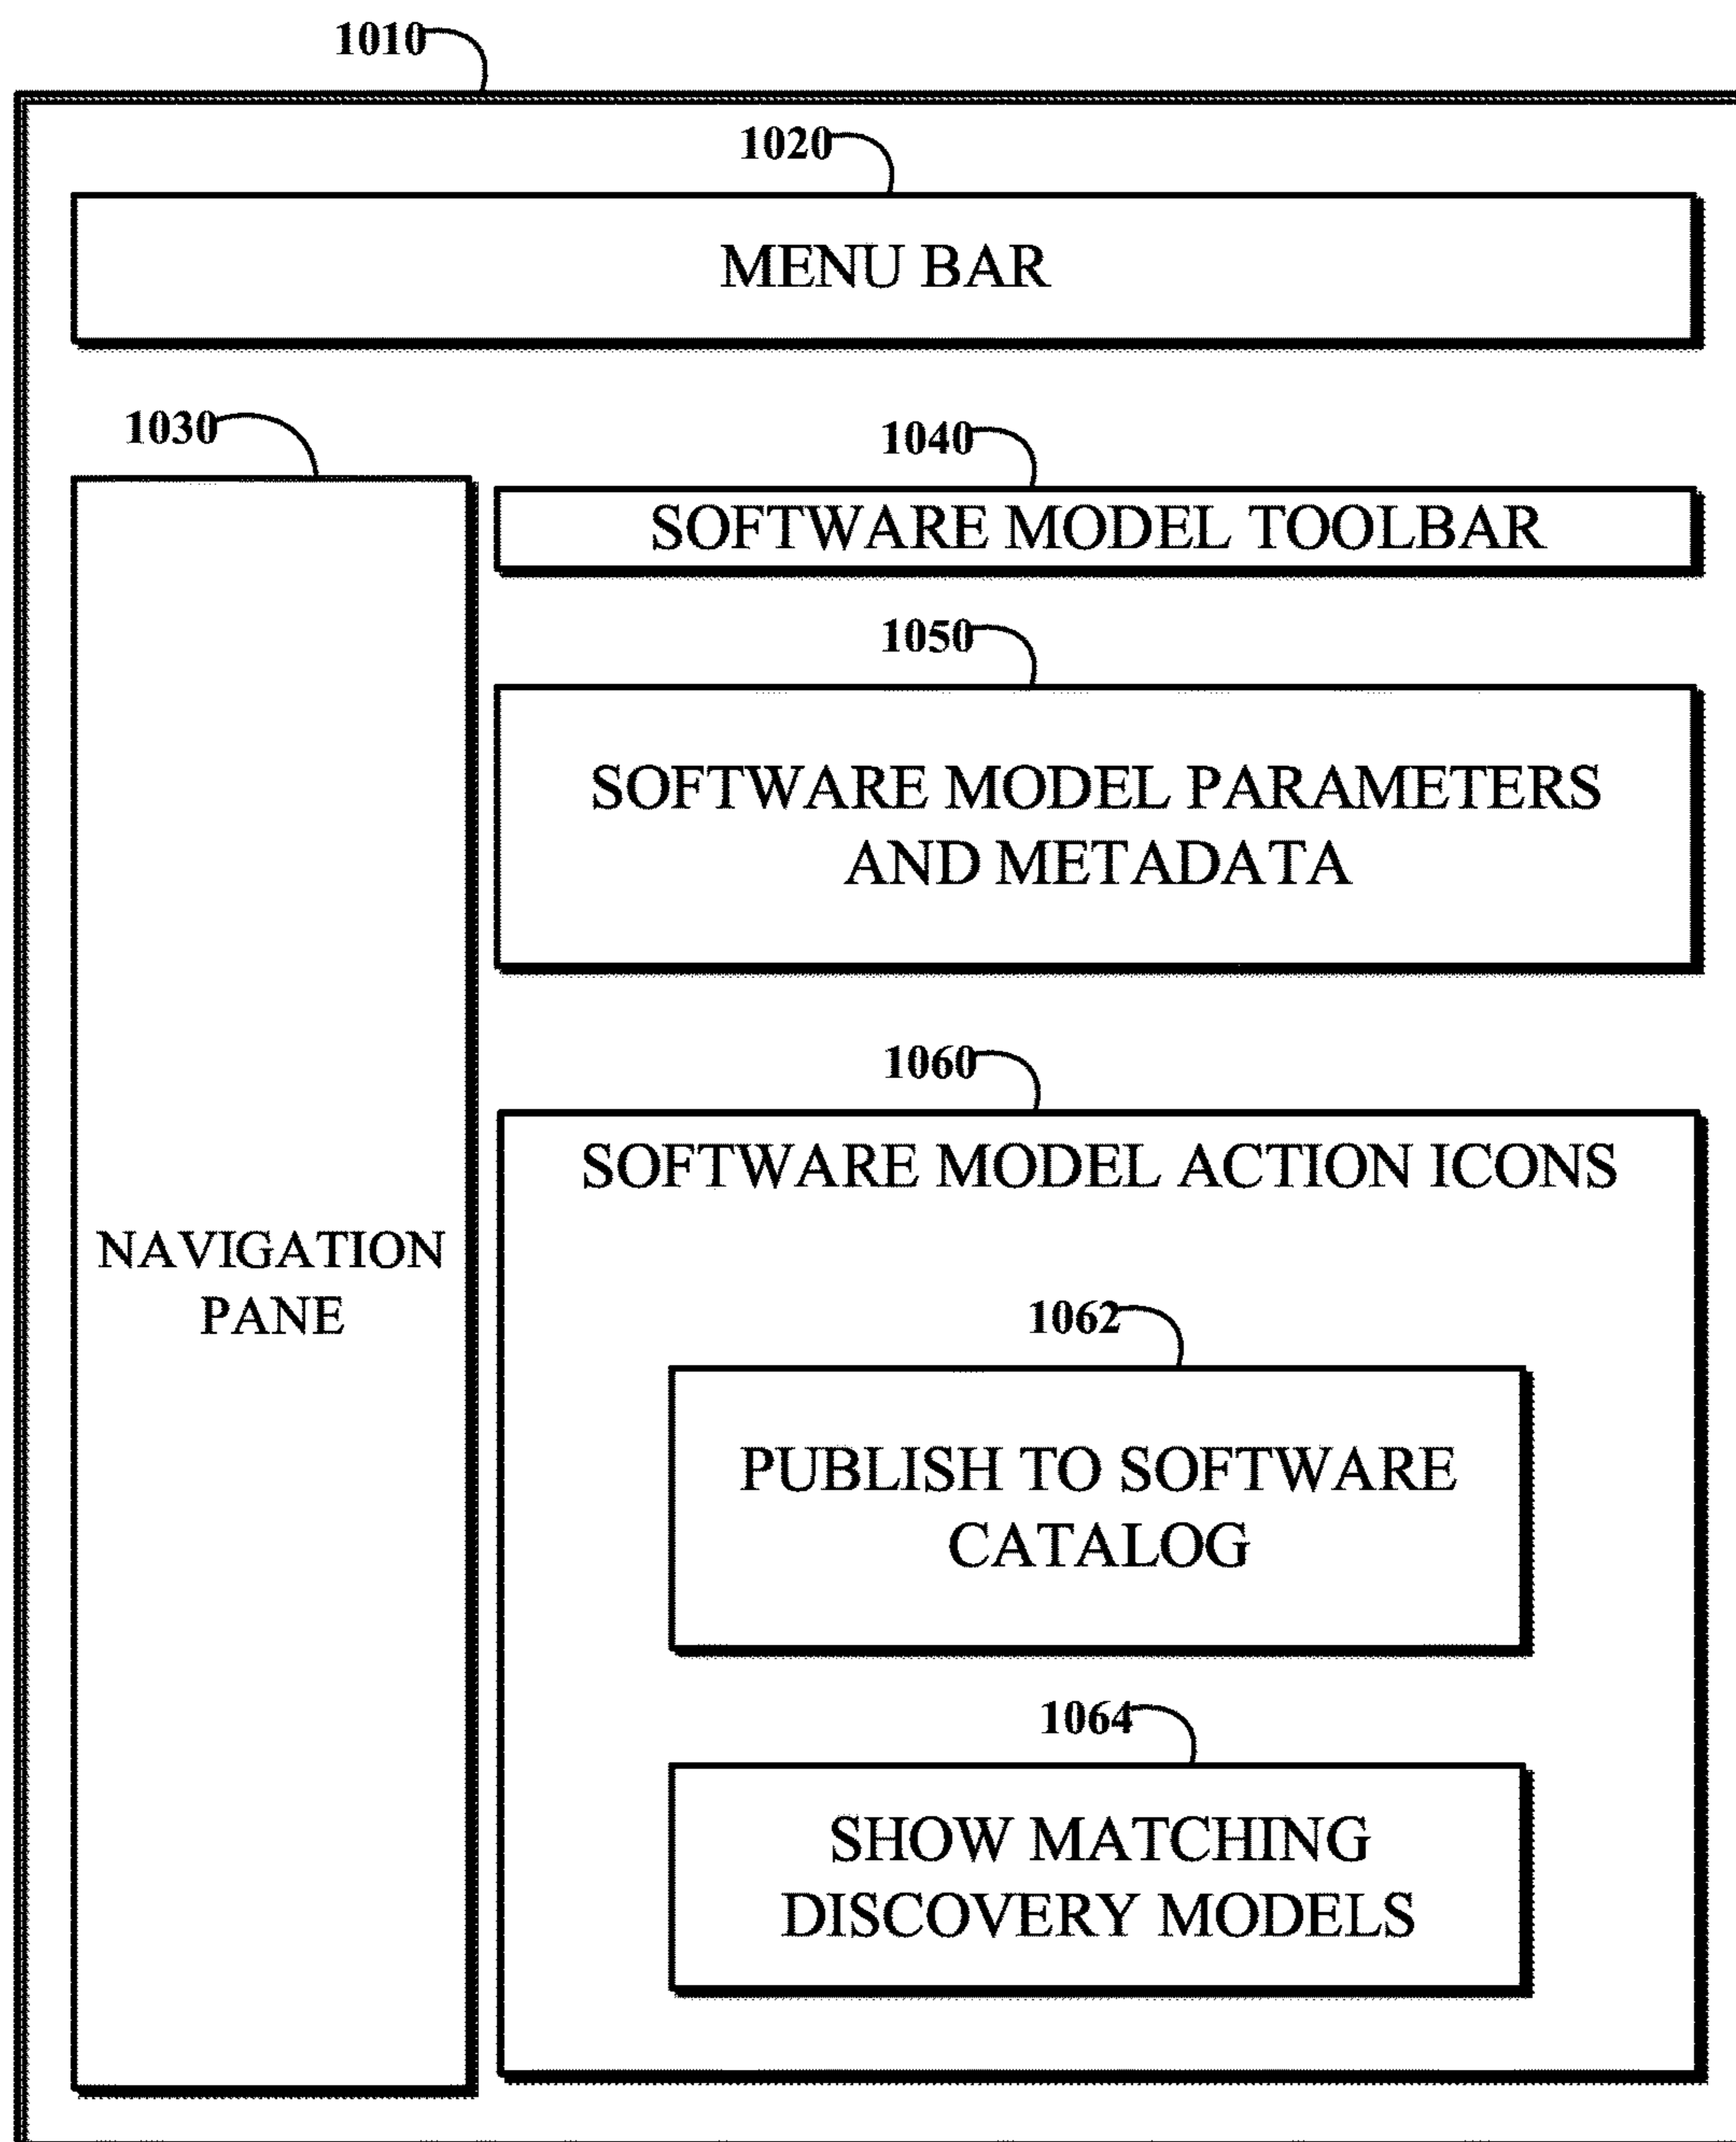 1010
1020
MENU BAR
1030
NAVIGATION
PANE
1040
SOFTWARE MODEL TOOLBAR
1050
SOFTWARE MODEL PARAMETERS
AND METADATA
1060
SOFTWARE MODEL ACTION ICONS
1062
PUBLISH TO SOFTWARE
CATALOG
1064
SHOW MATCHING
DISCOVERY MODELS